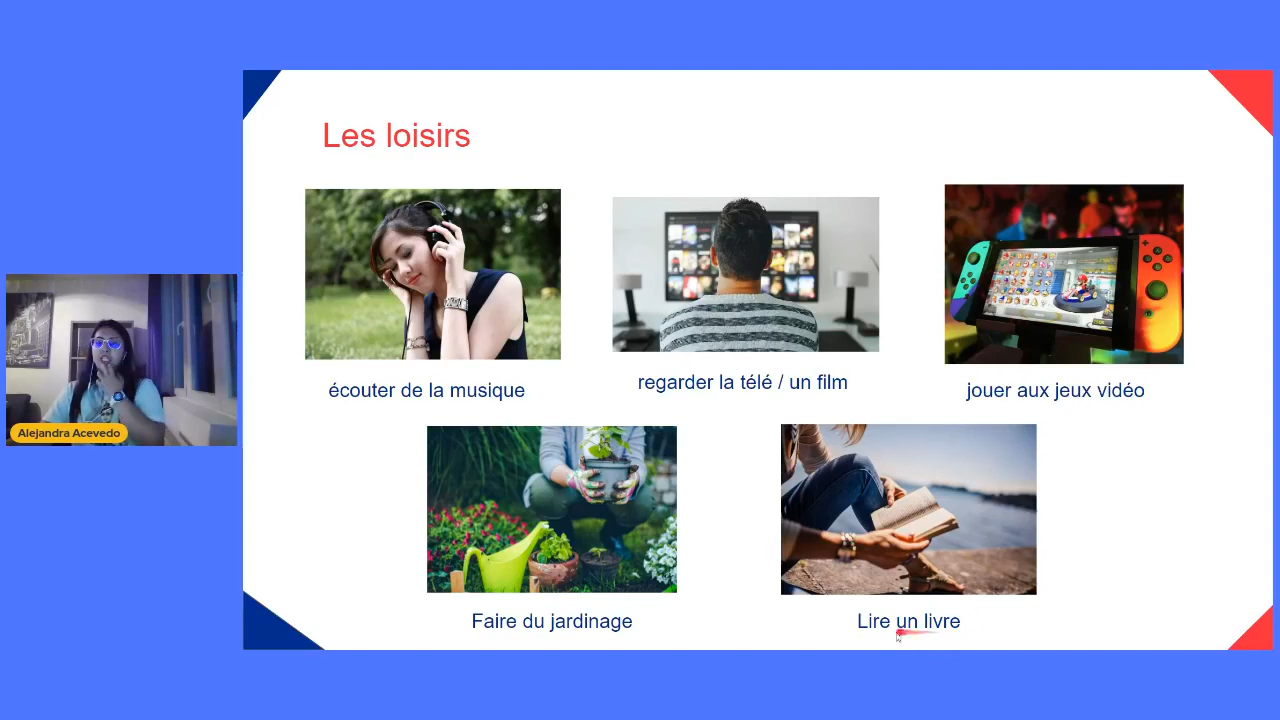 Les loisirs
écouter de la musique
regarder la télé / un film
jouer aux jeux vidéo
Alejandra Acevedo
Faire du jardinage
Lire un livre